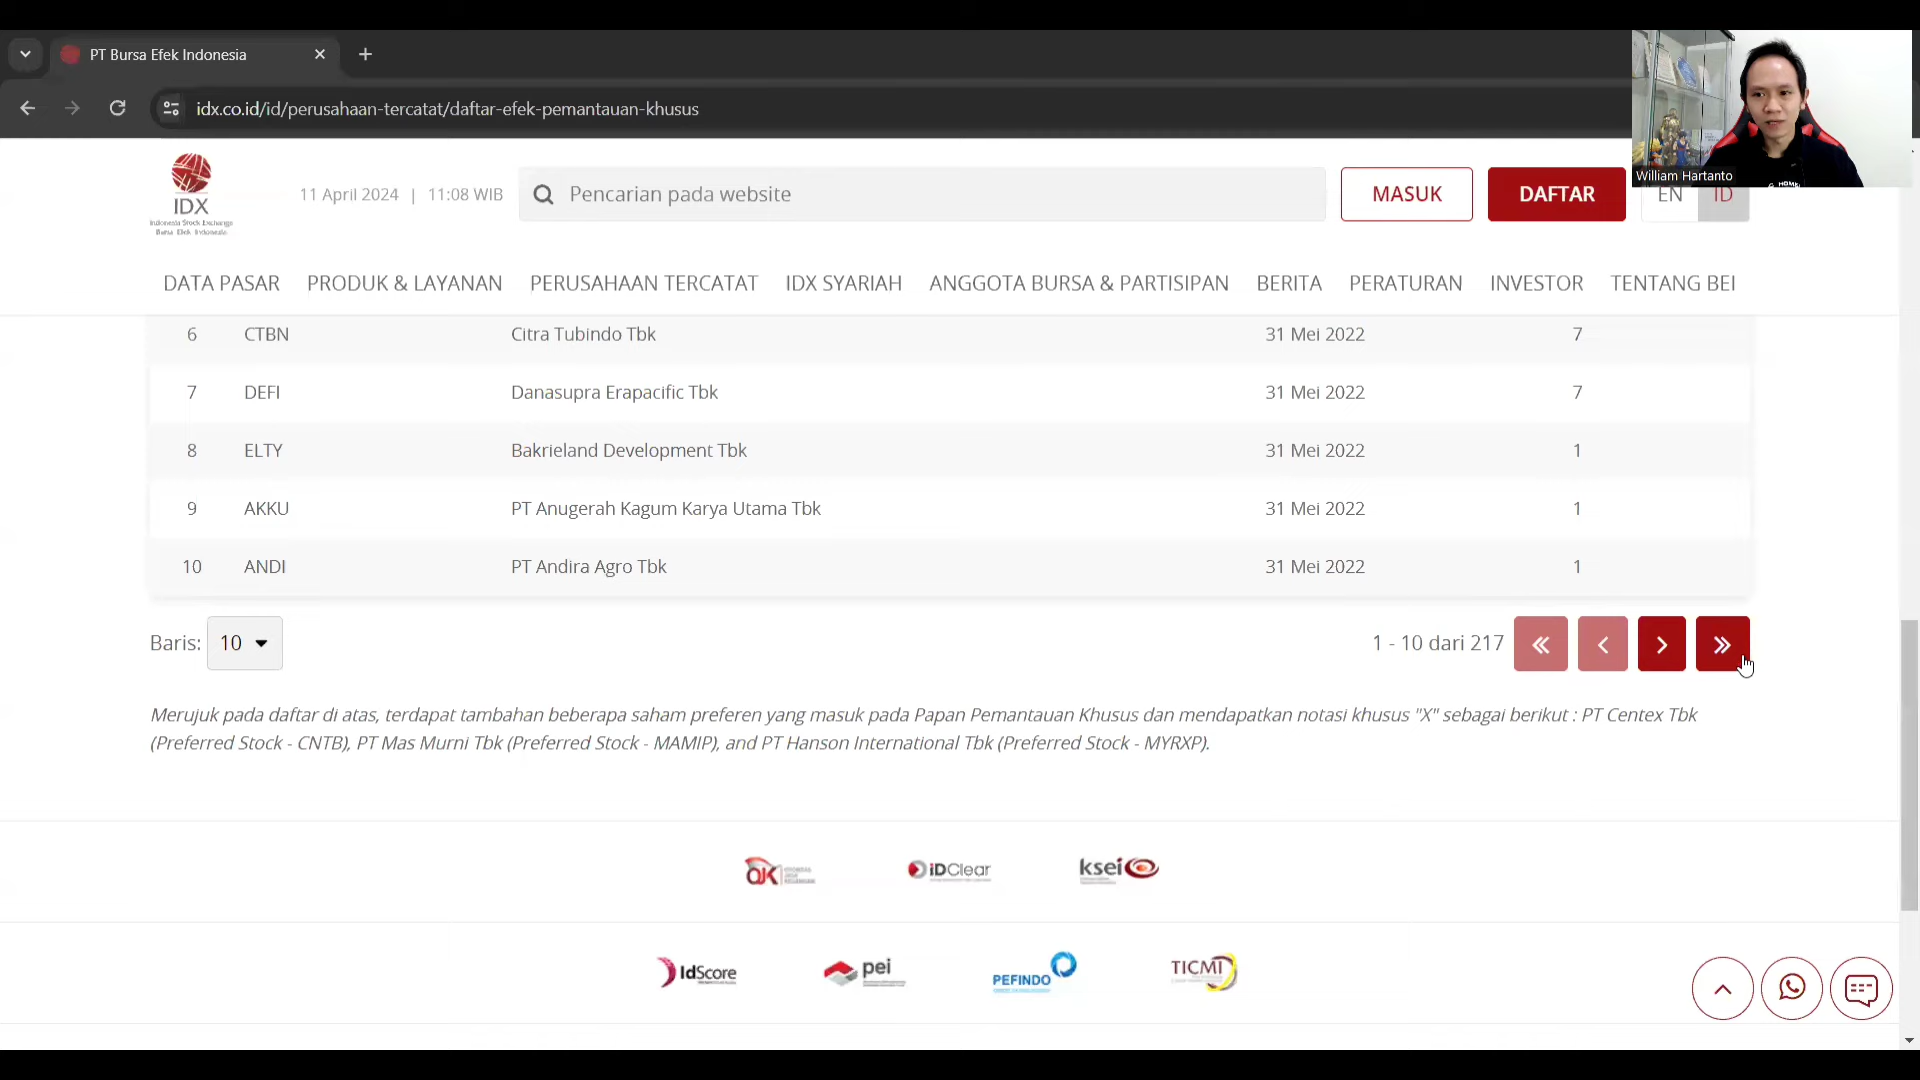 PT Bursa Efek Indonesia
idx.co.id/id/perusahaan-tercatat/daftar-efek-pemantauan-khusus
William Hartanto
IDX
Indonesia Stock Exchange
Bursa Efek Indonesia
11 April 2024 | 11:08 WIB
Pencarian pada website
MASUK
DAFTAR
EN ID
DATA PASAR PRODUK & LAYANAN PERUSAHAAN TERCATAT IDX SYARIAH ANGGOTA BURSA & PARTISIPAN BERITA PERATURAN INVESTOR TENTANG BEI
6 CTBN Citra Tubindo Tbk 31 Mei 2022 7
7 DEFI Danasupra Erapacific Tbk 31 Mei 2022 7
8 ELTY Bakrieland Development Tbk 31 Mei 2022 1
9 AKKU PT Anugerah Kagum Karya Utama Tbk 31 Mei 2022 1
10 ANDI PT Andira Agro Tbk 31 Mei 2022 1
Baris: 10 1 - 10 dari 217
Merujuk pada daftar di atas, terdapat tambahan beberapa saham preferen yang masuk pada Papan Pemantauan Khusus dan mendapatkan notasi khusus "X" sebagai berikut : PT Centex Tbk
(Preferred Stock - CNTB), PT Mas Murni Tbk (Preferred Stock - MAMIP), and PT Hanson International Tbk (Preferred Stock - MYRXP).
OJK iDClear ksei
IdScore pei PEFINDO TICMI